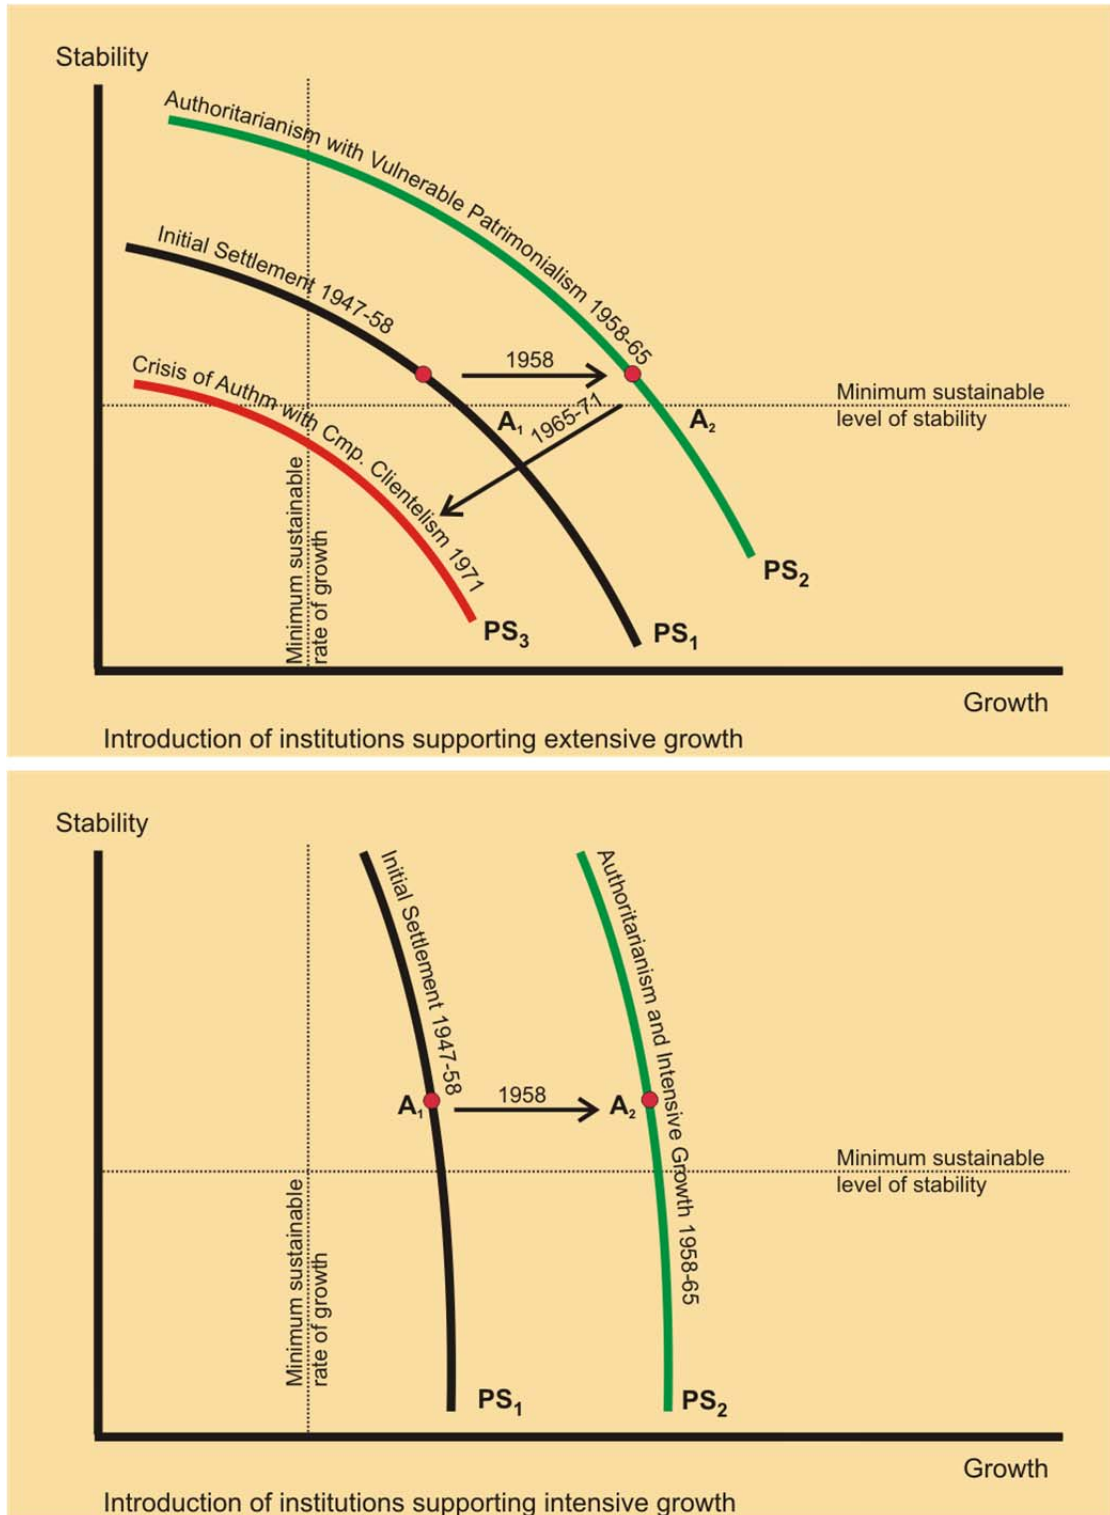 Stability
Authoritarianism with Vulnerable Patrimonialism 1958-65
Initial Settlement 1947-58
Crisis of Authm with Cmp. Clientelism 1971
1958
1965-71
A₁
A₂
Minimum sustainable
level of stability
Minimum sustainable
rate of growth
PS₂
PS₃
PS₁
Growth
Introduction of institutions supporting extensive growth
Stability
Initial Settlement 1947-58
Authoritarianism and Intensive Growth 1958-65
A₁
1958
A₂
Minimum sustainable
level of stability
Minimum sustainable
rate of growth
PS₁
PS₂
Growth
Introduction of institutions supporting intensive growth